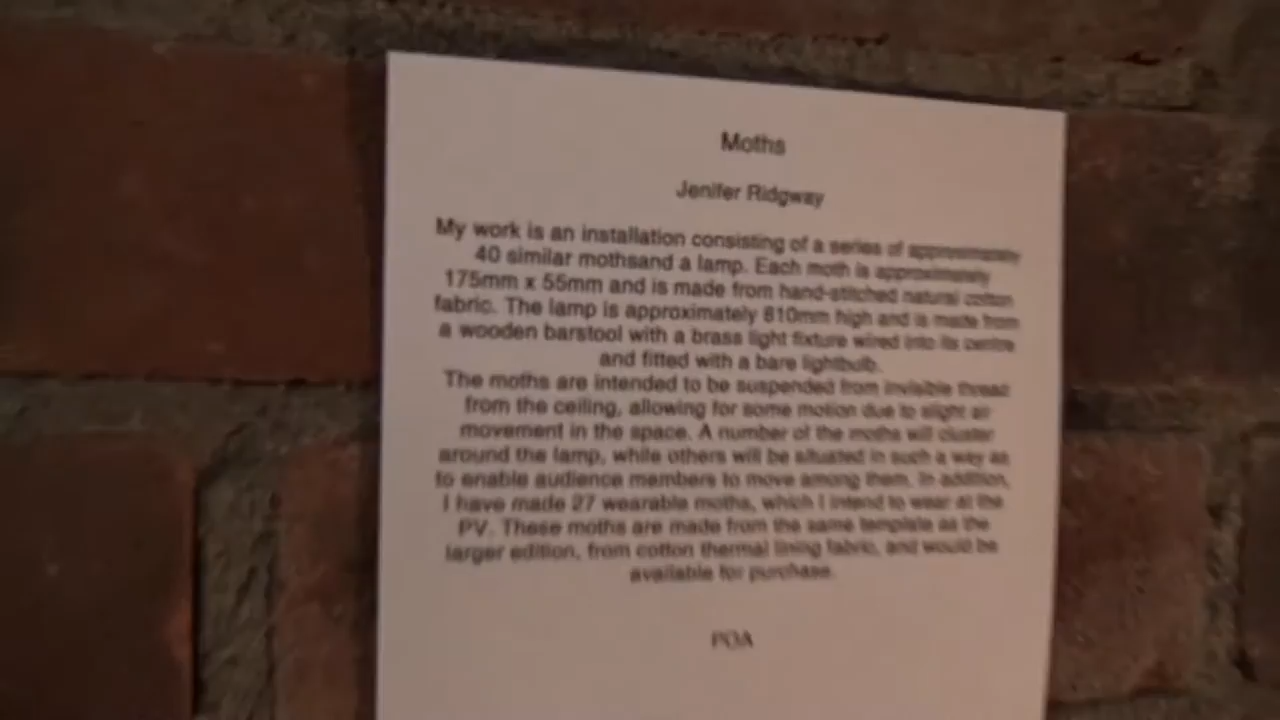 Moths
Jenifer Ridgway
My work is an installation consisting of a series of approximately
40 similar mothsand a lamp. Each moth is approximately
175mm x 55mm and is made from hand-stitched natural cotton
fabric. The lamp is approximately 810mm high and is made from
a wooden barstool with a brass light fixture wired into its centre
and fitted with a bare lightbulb.
The moths are intended to be suspended from invisible thread
from the ceiling, allowing for some motion due to slight air
movement in the space. A number of the moths will cluster
around the lamp, while others will be situated in such a way as
to enable audience members to move among them. In addition,
I have made 27 wearable moths, which I intend to wear at the
PV. These moths are made from the same template as the
larger edition, from cotton thermal lining fabric, and would be
available for purchase.
POA